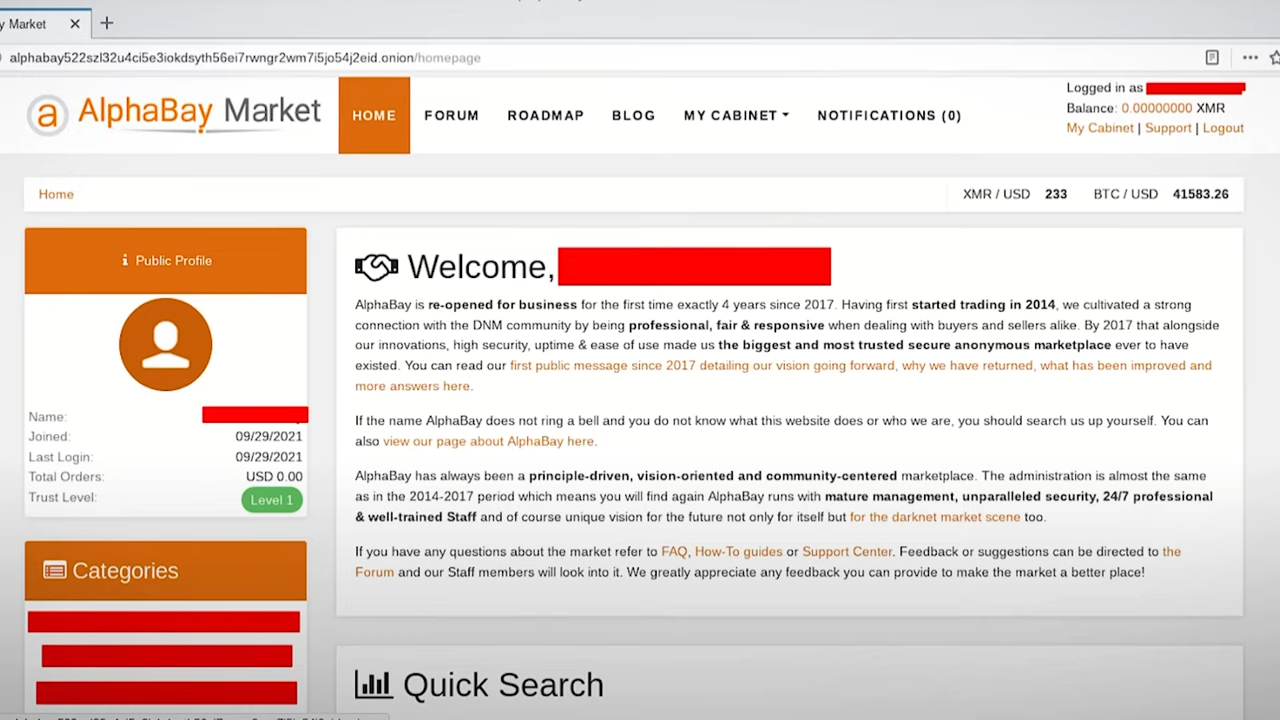 y Market
alphabay522szl32u4ci5e3iokdsyth56ei7rwngr2wm7i5jo54j2eid.onion/homepage
a AlphaBay Market
HOME FORUM ROADMAP BLOG MY CABINET NOTIFICATIONS (0)
Logged in as
Balance: 0.00000000 XMR
My Cabinet | Support | Logout
Home
XMR / USD 233 BTC / USD 41583.26
Public Profile
Name:
Joined: 09/29/2021
Last Login: 09/29/2021
Total Orders: USD 0.00
Trust Level: Level 1
Categories
Welcome,
AlphaBay is re-opened for business for the first time exactly 4 years since 2017. Having first started trading in 2014, we cultivated a strong
connection with the DNM community by being professional, fair & responsive when dealing with buyers and sellers alike. By 2017 that alongside
our innovations, high security, uptime & ease of use made us the biggest and most trusted secure anonymous marketplace ever to have
existed. You can read our first public message since 2017 detailing our vision going forward, why we have returned, what has been improved and
more answers here.
If the name AlphaBay does not ring a bell and you do not know what this website does or who we are, you should search us up yourself. You can
also view our page about AlphaBay here.
AlphaBay has always been a principle-driven, vision-oriented and community-centered marketplace. The administration is almost the same
as in the 2014-2017 period which means you will find again AlphaBay runs with mature management, unparalleled security, 24/7 professional
& well-trained Staff and of course unique vision for the future not only for itself but for the darknet market scene too.
If you have any questions about the market refer to FAQ, How-To guides or Support Center. Feedback or suggestions can be directed to the
Forum and our Staff members will look into it. We greatly appreciate any feedback you can provide to make the market a better place!
Quick Search